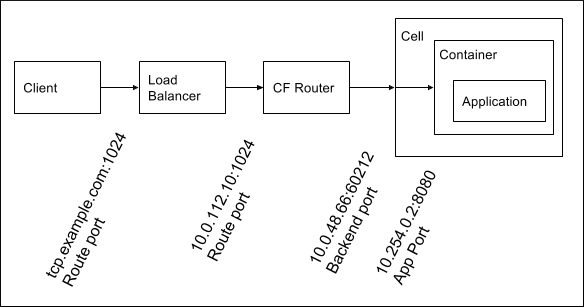 Cell
Container
Client
Load
Balancer
CF Router
Application
tcp.example.com:1024
Route port
10.0.112.10:1024
Route port
10.0.48.66:60212
Backend port
10.254.0.2:8080
App Port